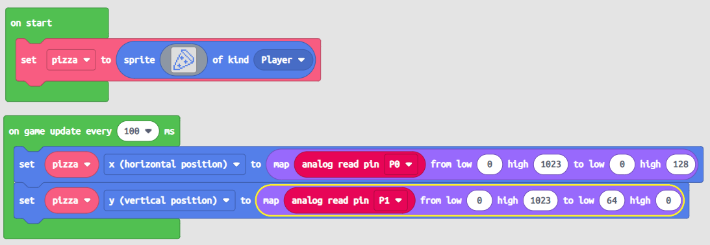 on start
set pizza to sprite of kind Player
on game update every 100 ms
set pizza x (horizontal position) to map analog read pin P0 from low 0 high 1023 to low 0 high 128
set pizza y (vertical position) to map analog read pin P1 from low 0 high 1023 to low 64 high 0